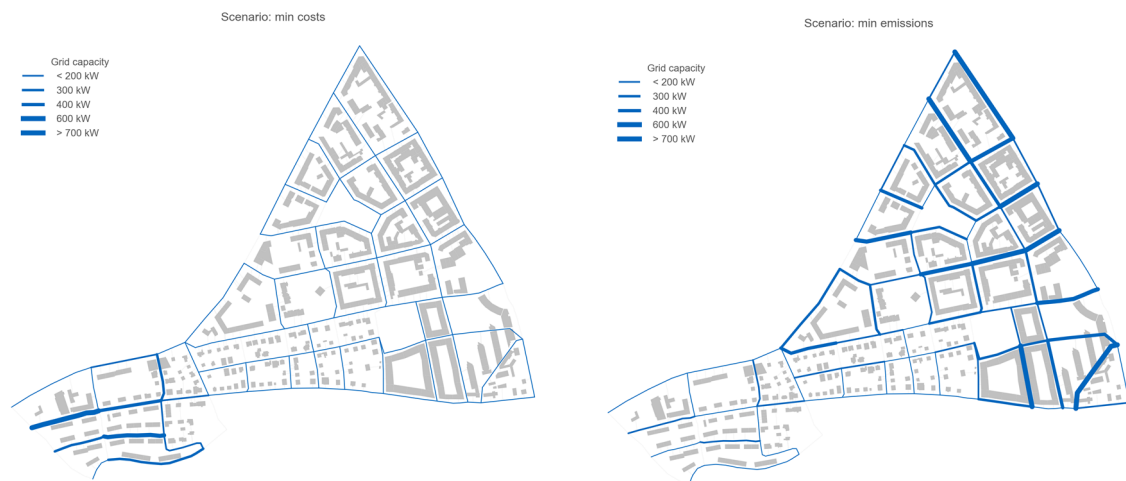 Scenario: min costs
Grid capacity
< 200 kW
300 kW
400 kW
600 kW
> 700 kW
Scenario: min emissions
Grid capacity
< 200 kW
300 kW
400 kW
600 kW
> 700 kW